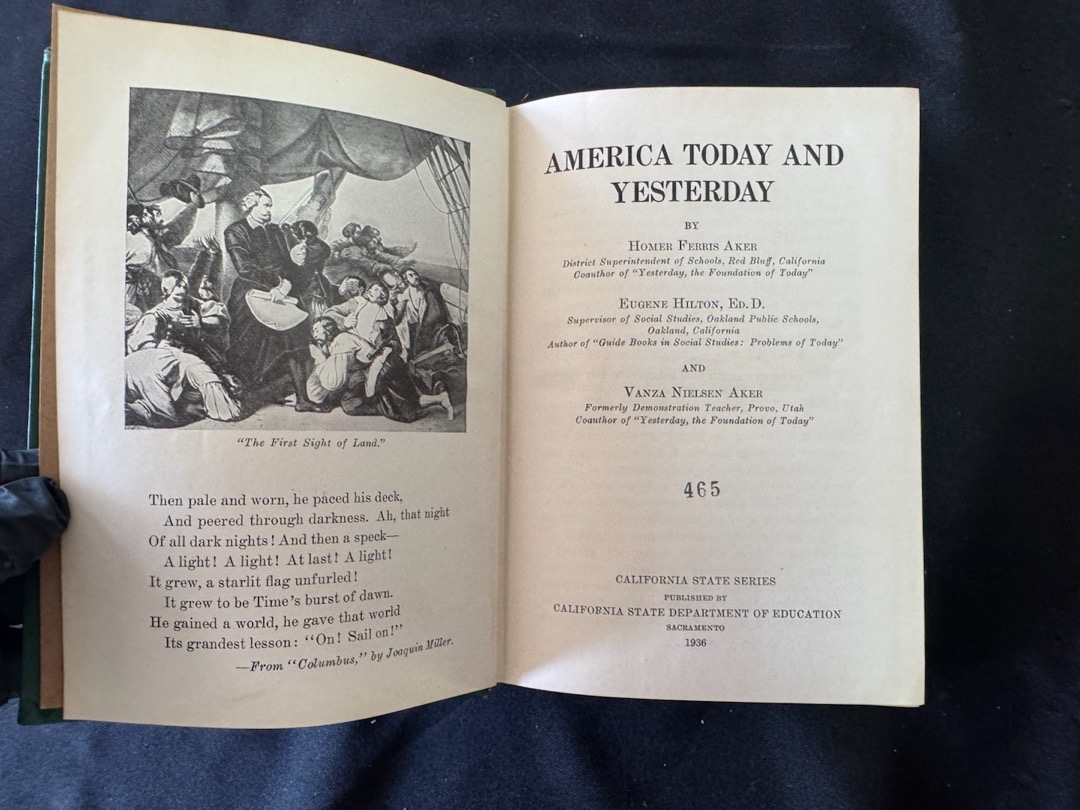 "The First Sight of Land."
Then pale and worn, he paced his deck,
And peered through darkness. Ah, that night
Of all dark nights! And then a speck—
A light! A light! At last! A light!
It grew, a starlit flag unfurled!
It grew to be Time's burst of dawn.
He gained a world, he gave that world
Its grandest lesson: "On! Sail on!"
—From "Columbus," by Joaquin Miller.
AMERICA TODAY AND
YESTERDAY
BY
HOMER FERRIS AKER
District Superintendent of Schools, Red Bluff, California
Coauthor of "Yesterday, the Foundation of Today"
EUGENE HILTON, ED. D.
Supervisor of Social Studies, Oakland Public Schools,
Oakland, California
Author of "Guide Books in Social Studies: Problems of Today"
AND
VANZA NIELSEN AKER
Formerly Demonstration Teacher, Provo, Utah
Coauthor of "Yesterday, the Foundation of Today"
465
CALIFORNIA STATE SERIES
PUBLISHED BY
CALIFORNIA STATE DEPARTMENT OF EDUCATION
SACRAMENTO
1936